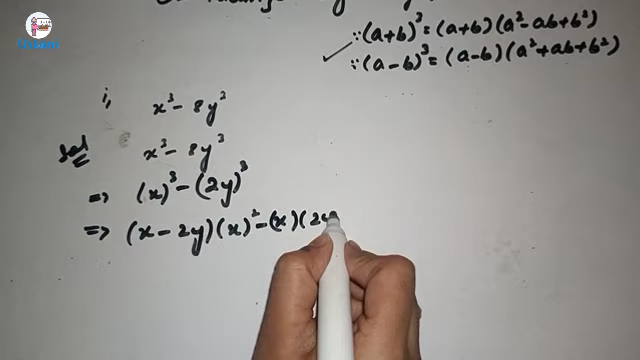 ∵(a+b)³ = (a+b)(a²-ab+b²)
∵(a-b)³ = (a-b)(a²+ab+b²)
i, x³ - 8y³
Sol x³ - 8y³
⇒ (x)³ - (2y)³
⇒ (x - 2y)(x)² - (x)(2y